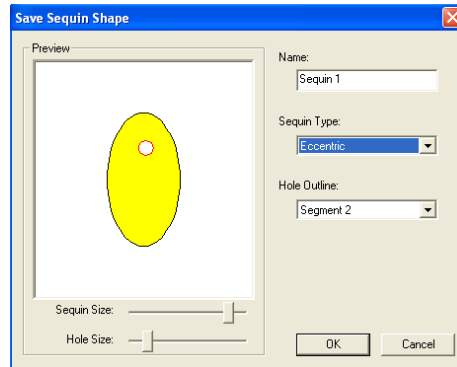 Save Sequin Shape
Preview
Name:
Sequin 1
Sequin Type:
Eccentric
Hole Outline:
Segment 2
Sequin Size:
Hole Size:
OK
Cancel